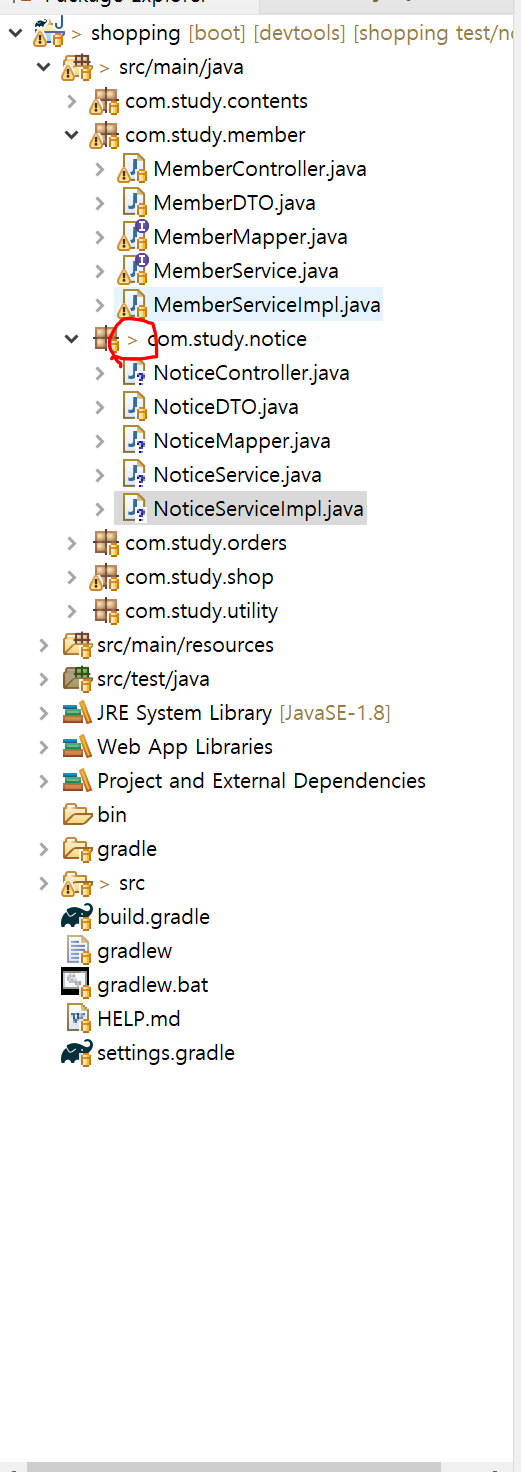 > shopping [boot] [devtools] [shopping test/
> src/main/java
com.study.contents
com.study.member
MemberController.java
MemberDTO.java
MemberMapper.java
MemberService.java
MemberServiceImpl.java
> com.study.notice
NoticeController.java
NoticeDTO.java
NoticeMapper.java
NoticeService.java
NoticeServiceImpl.java
com.study.orders
com.study.shop
com.study.utility
src/main/resources
src/test/java
JRE System Library [JavaSE-1.8]
Web App Libraries
Project and External Dependencies
bin
gradle
> src
build.gradle
gradlew
gradlew.bat
HELP.md
settings.gradle